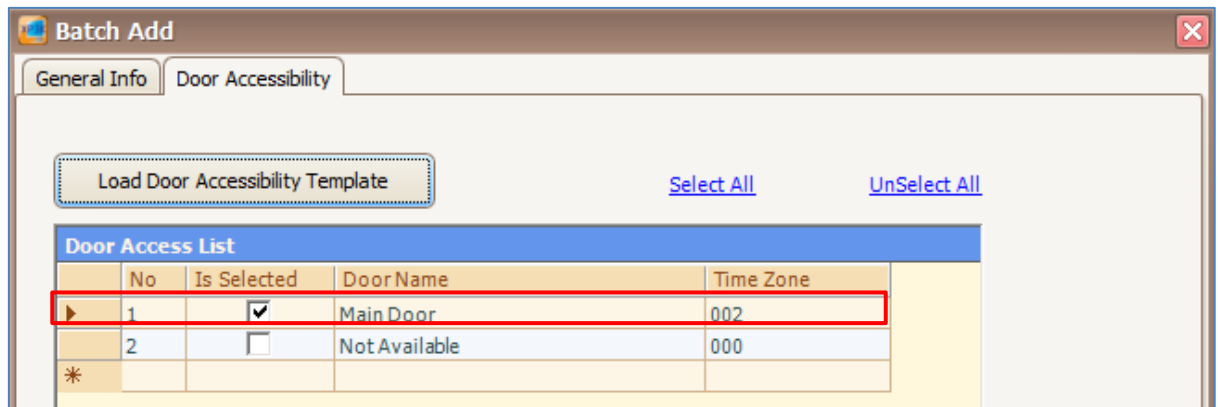 Batch Add
General Info Door Accessibility
Load Door Accessibility Template Select All UnSelect All
Door Access List
No Is Selected Door Name Time Zone
1 Main Door 002
2 Not Available 000